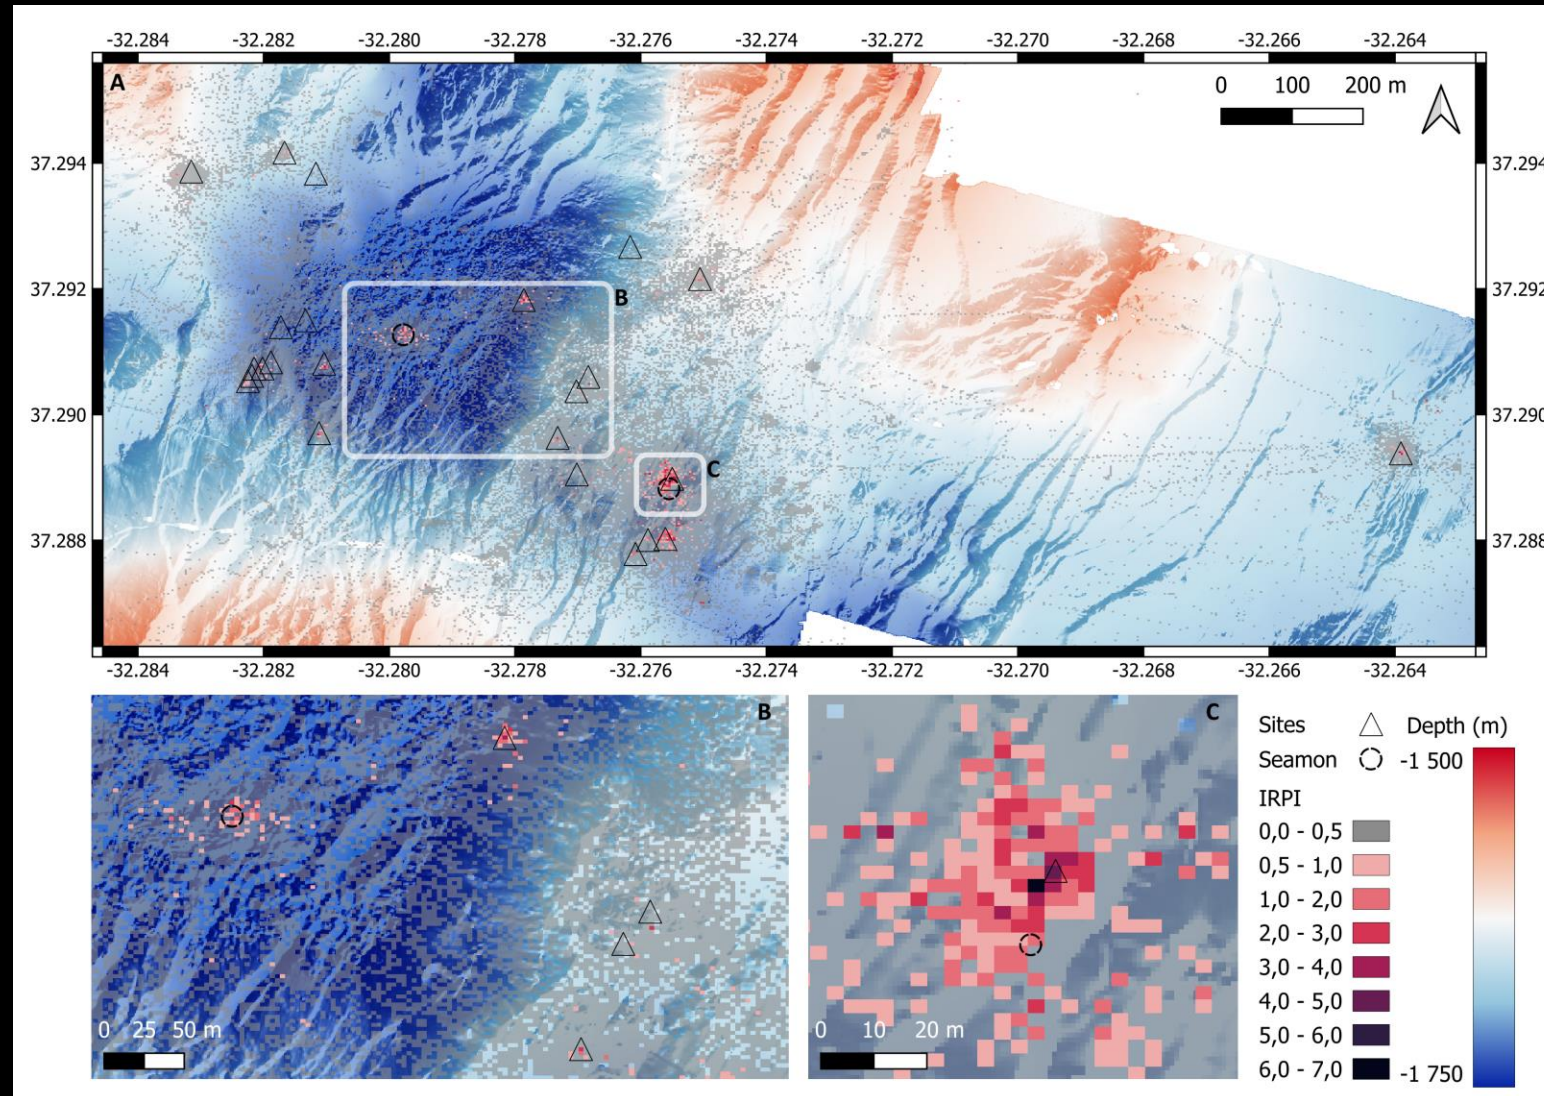 -32.284 -32.282 -32.280 -32.278 -32.276 -32.274 -32.272 -32.270 -32.268 -32.266 -32.264
A
0 100 200 m
37.294 37.294
37.292 37.292
B
37.290 37.290
C
37.288 37.288
-32.284 -32.282 -32.280 -32.278 -32.276 -32.274 -32.272 -32.270 -32.268 -32.266 -32.264
B
0 25 50 m
C
0 10 20 m
Sites Depth (m)
Seamon -1 500
IRPI
0,0 - 0,5
0,5 - 1,0
1,0 - 2,0
2,0 - 3,0
3,0 - 4,0
4,0 - 5,0
5,0 - 6,0
6,0 - 7,0 -1 750